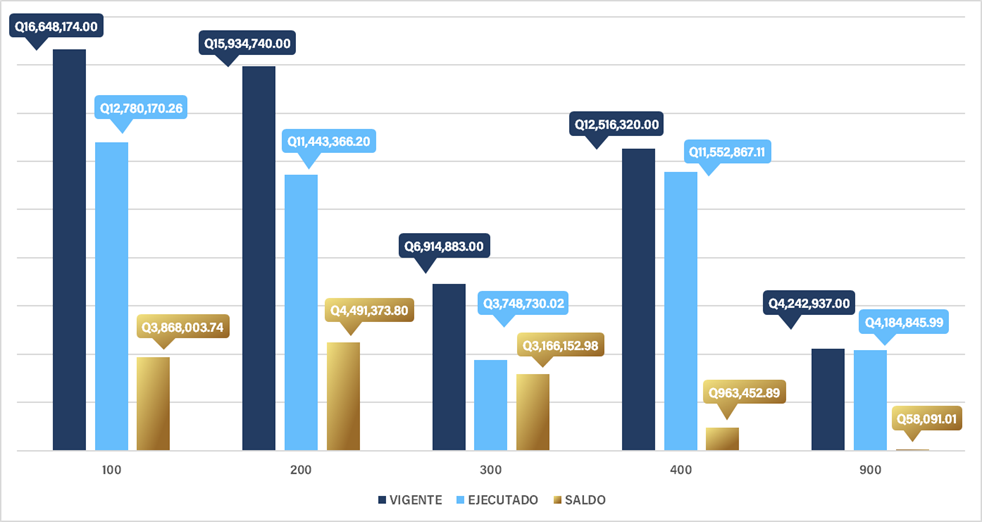 Q16,648,174.00
Q12,780,170.26
Q3,868,003.74
Q15,934,740.00
Q11,443,366.20
Q4,491,373.80
Q6,914,883.00
Q3,748,730.02
Q3,166,152.98
Q12,516,320.00
Q11,552,867.11
Q963,452.89
Q4,242,937.00
Q4,184,845.99
Q58,091.01
100 200 300 400 900
VIGENTE EJECUTADO SALDO